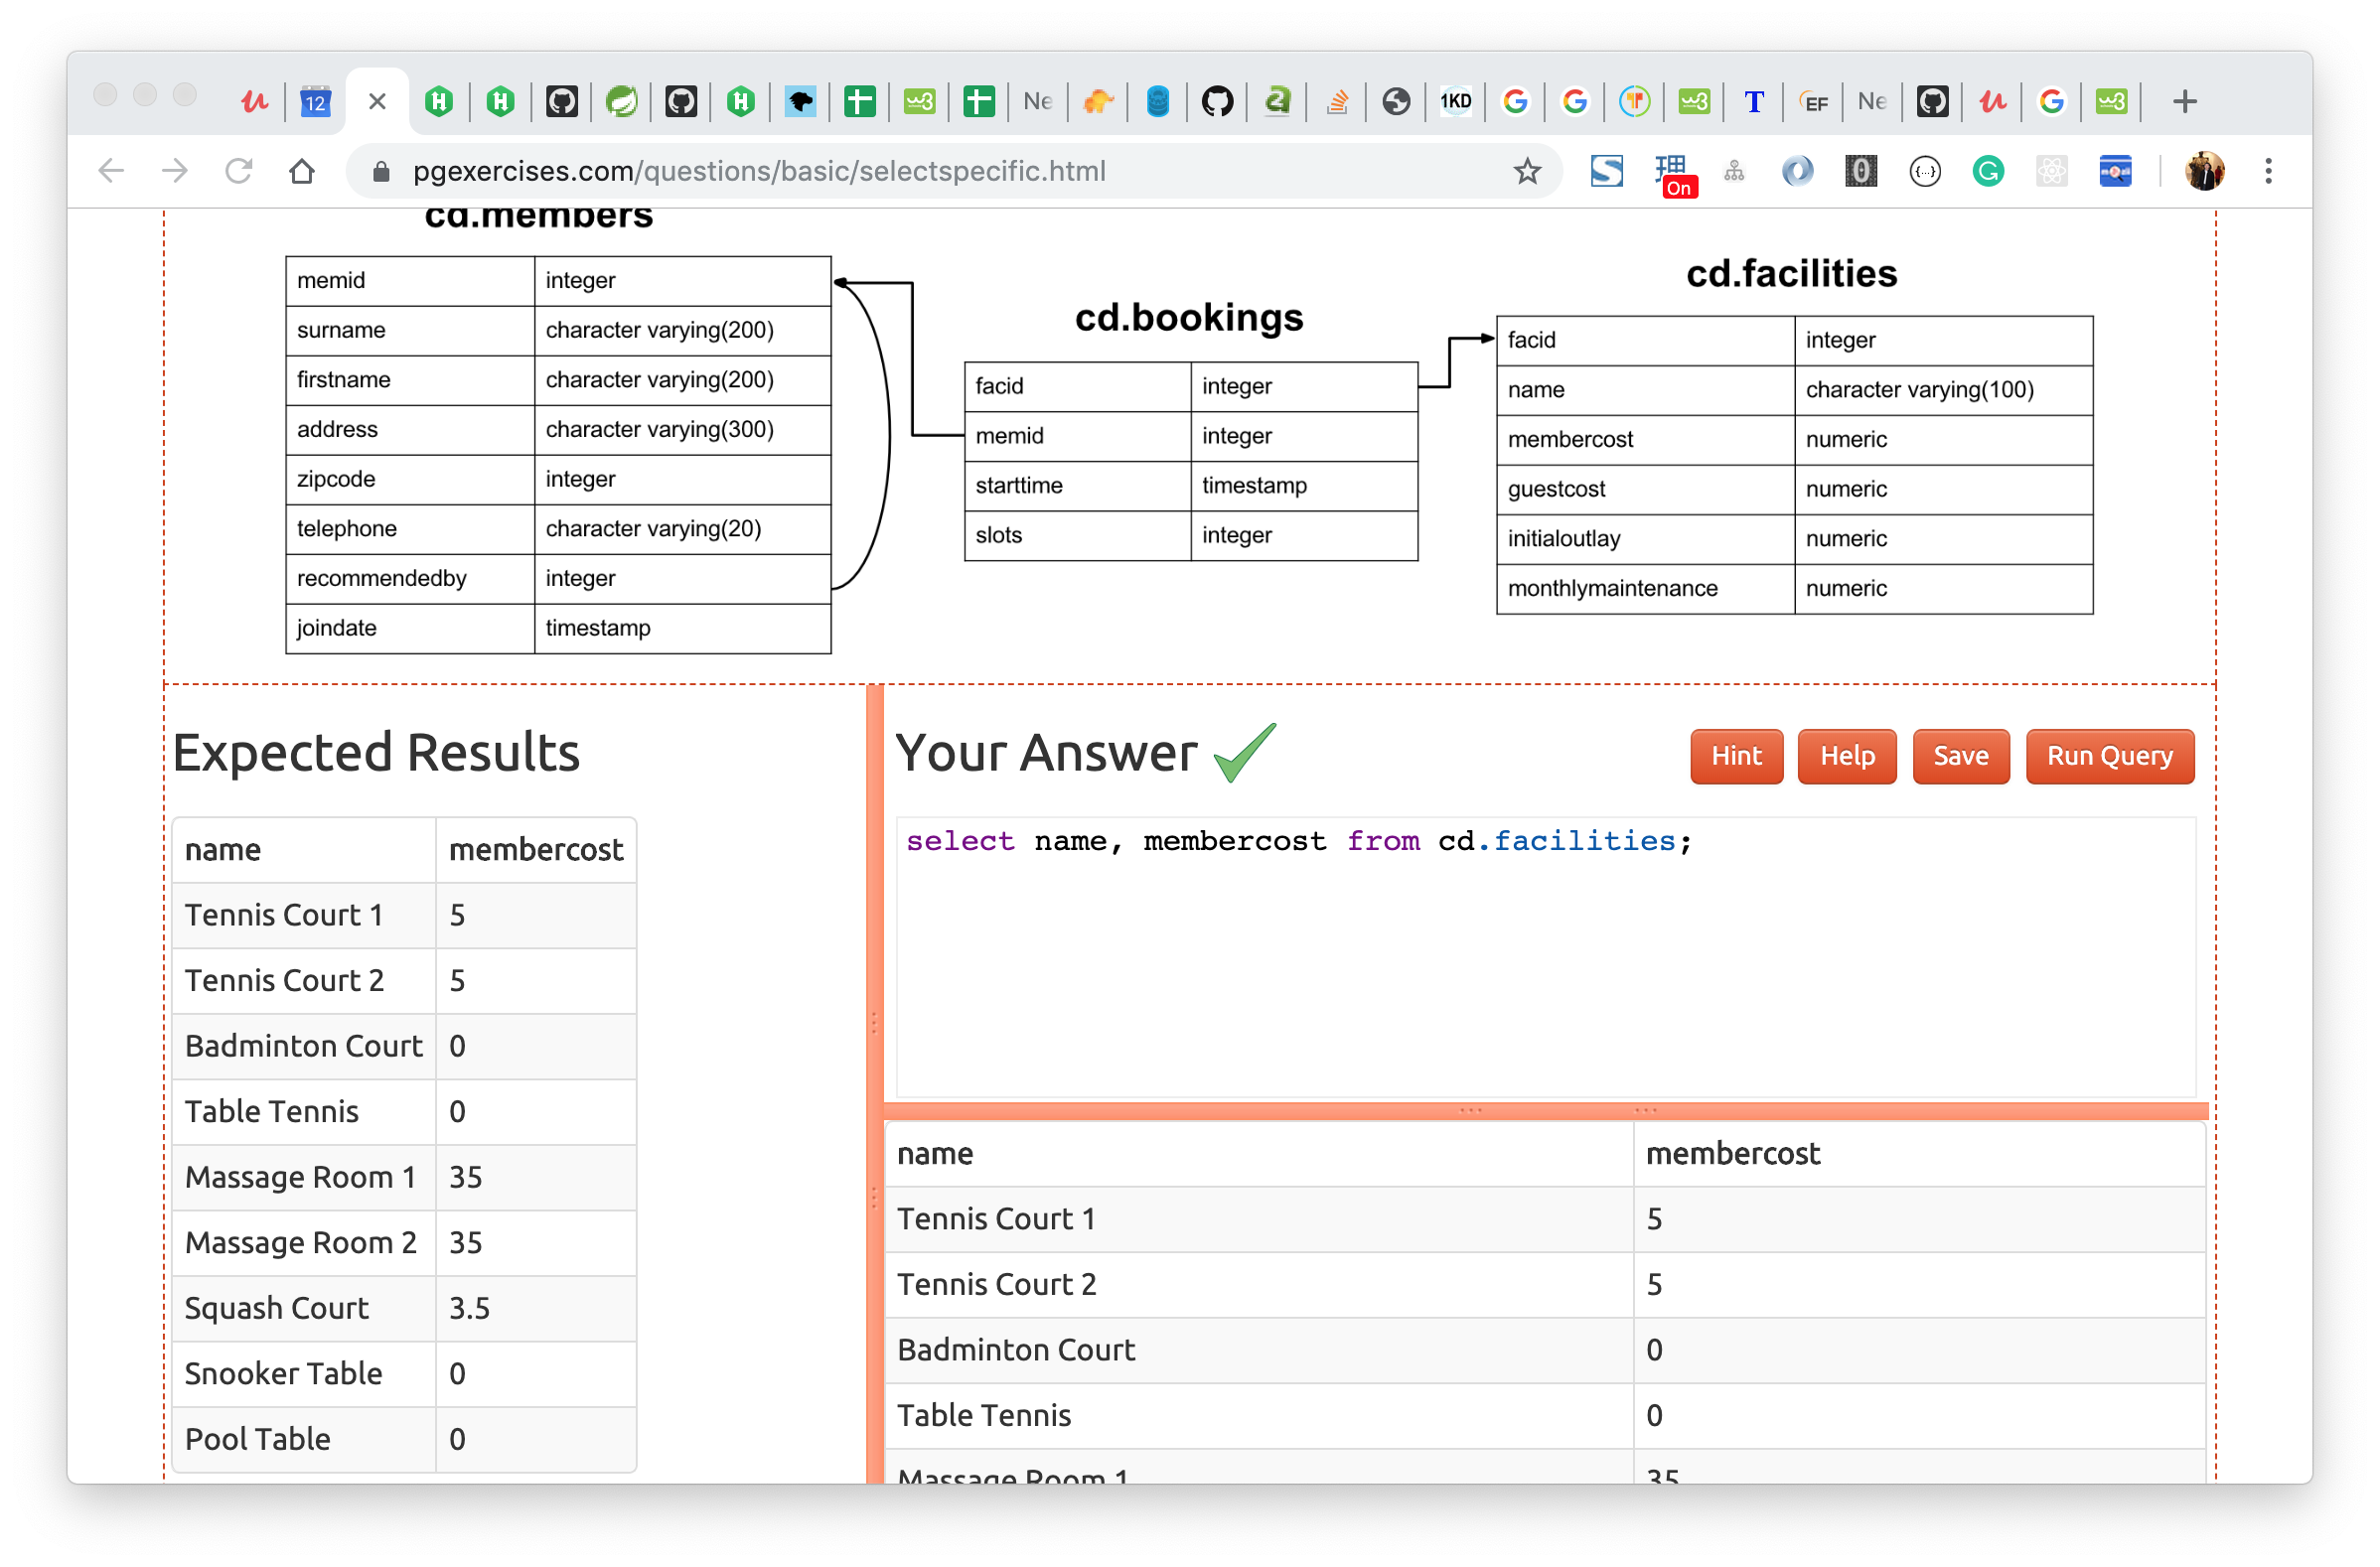 12
Ne
1KD
T
EF
Ne
pgexercises.com/questions/basic/selectspecific.html
On
cd.members
memid integer
surname character varying(200)
firstname character varying(200)
address character varying(300)
zipcode integer
telephone character varying(20)
recommendedby integer
joindate timestamp
cd.bookings
facid integer
memid integer
starttime timestamp
slots integer
cd.facilities
facid integer
name character varying(100)
membercost numeric
guestcost numeric
initialoutlay numeric
monthlymaintenance numeric
Expected Results
name membercost
Tennis Court 1 5
Tennis Court 2 5
Badminton Court 0
Table Tennis 0
Massage Room 1 35
Massage Room 2 35
Squash Court 3.5
Snooker Table 0
Pool Table 0
Your Answer
Hint Help Save Run Query
select name, membercost from cd.facilities;
name membercost
Tennis Court 1 5
Tennis Court 2 5
Badminton Court 0
Table Tennis 0
Massage Room 1 35